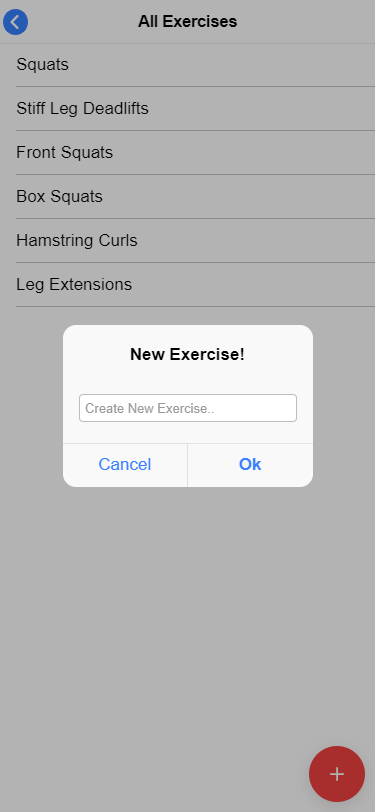 All Exercises
Squats
Stiff Leg Deadlifts
Front Squats
Box Squats
Hamstring Curls
Leg Extensions
New Exercise!
Create New Exercise..
Cancel Ok